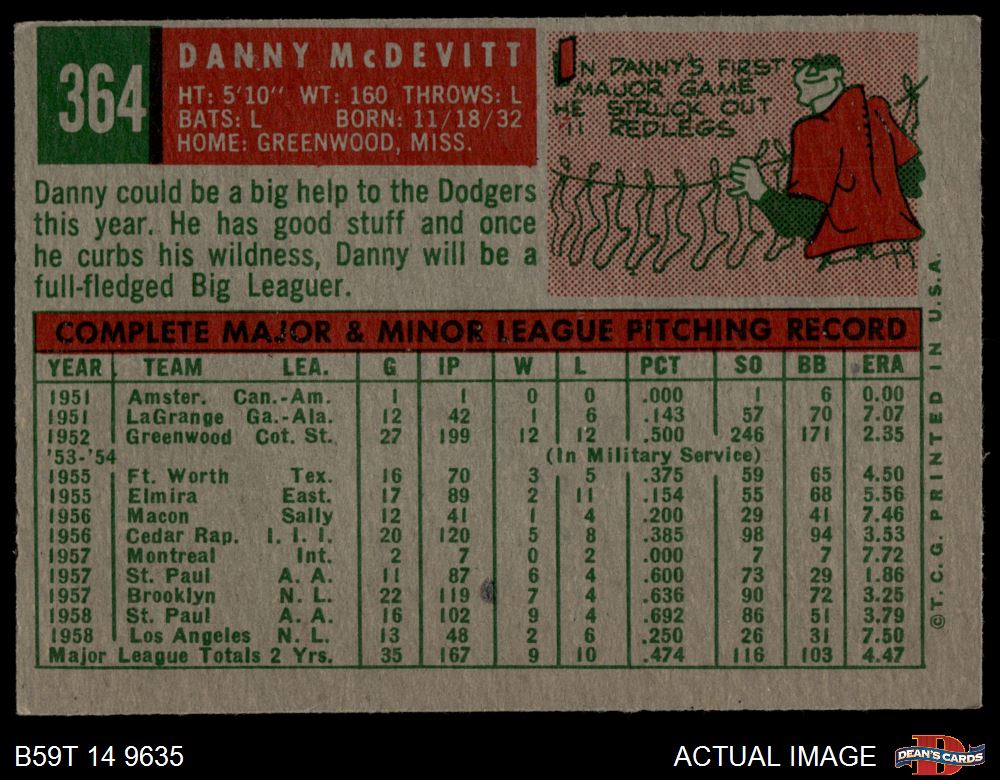 364
DANNY McDEVITT
HT: 5'10" WT: 160 THROWS: L
BATS: L BORN: 11/18/32
HOME: GREENWOOD, MISS.
IN DANNY'S FIRST
MAJOR GAME
HE STRUCK OUT
11 REDLEGS
Danny could be a big help to the Dodgers
this year. He has good stuff and once
he curbs his wildness, Danny will be a
full-fledged Big Leaguer.
COMPLETE MAJOR & MINOR LEAGUE PITCHING RECORD
YEAR TEAM LEA. G IP W L PCT SO BB ERA
1951 Amster. Can.-Am. 1 1 0 0 .000 1 6 0.00
1951 LaGrange Ga.-Ala. 12 42 1 6 .143 57 70 7.07
1952 Greenwood Cot. St. 27 199 12 12 .500 246 171 2.35
'53-'54 (In Military Service)
1955 Ft. Worth Tex. 16 70 3 5 .375 59 65 4.50
1955 Elmira East. 17 89 2 11 .154 55 68 5.56
1956 Macon Sally 12 41 1 4 .200 29 41 7.46
1956 Cedar Rap. I. I. I. 20 120 5 8 .385 98 94 3.53
1957 Montreal Int. 2 7 0 2 .000 7 7 7.72
1957 St. Paul A. A. 11 87 6 4 .600 73 29 1.86
1957 Brooklyn N. L. 22 119 7 4 .636 90 72 3.25
1958 St. Paul A. A. 16 102 9 4 .692 86 51 3.79
1958 Los Angeles N. L. 13 48 2 6 .250 26 31 7.50
Major League Totals 2 Yrs. 35 167 9 10 .474 116 103 4.47
©T. C. G. PRINTED IN U.S.A.
B59T 14 9635
ACTUAL IMAGE
DEAN'S CARDS